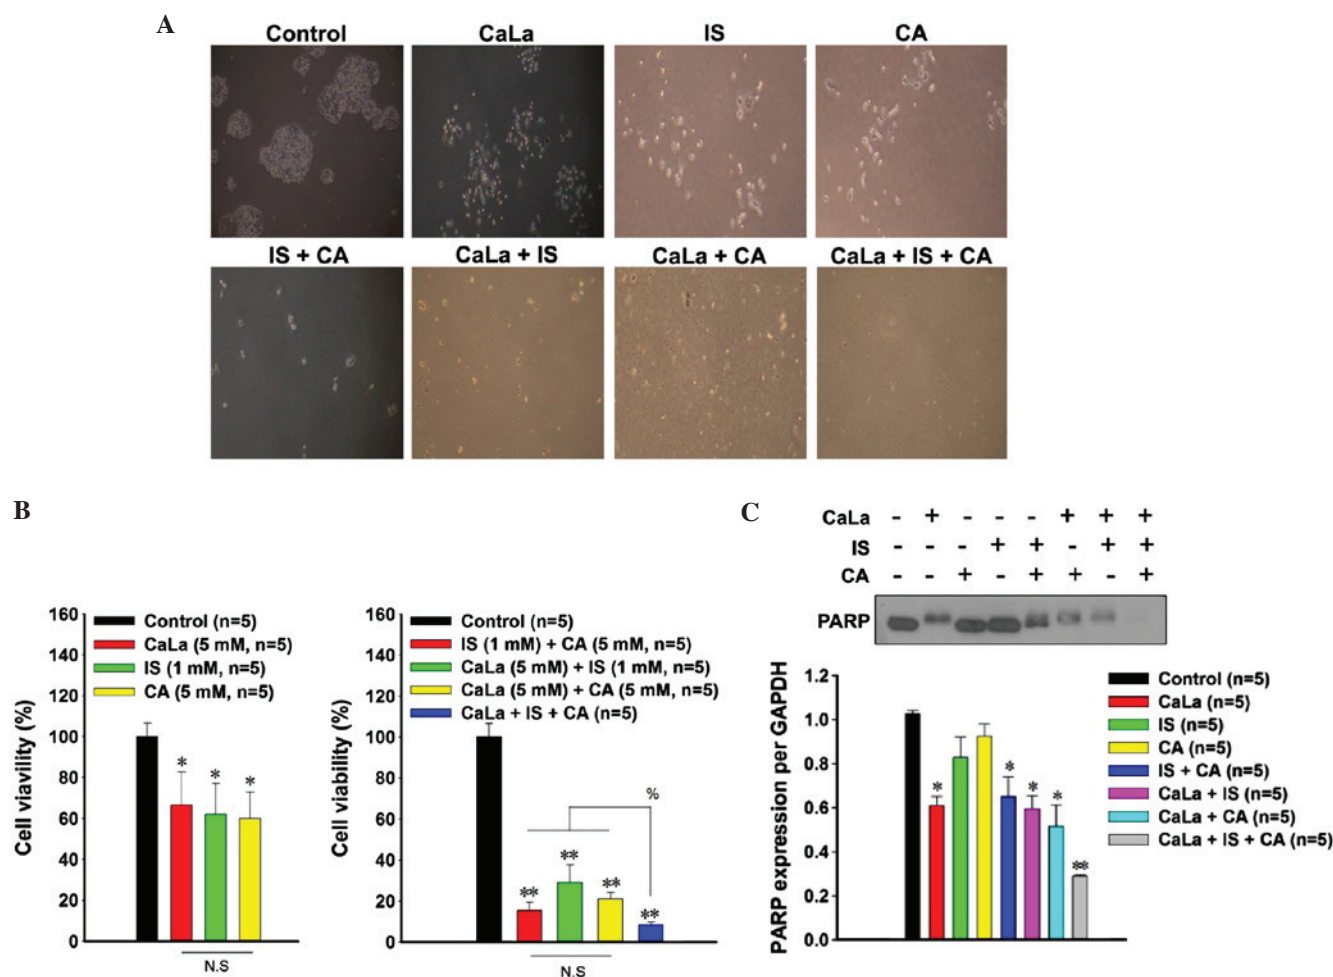 A
Control CaLa IS CA
IS + CA CaLa + IS CaLa + CA CaLa + IS + CA
B
Cell viavility (%)
160
140
120
100
80
60
40
20
0
Control (n=5)
CaLa (5 mM, n=5)
IS (1 mM, n=5)
CA (5 mM, n=5)
* * *
N.S
Cell viability (%)
160
140
120
100
80
60
40
20
0
Control (n=5)
IS (1 mM) + CA (5 mM, n=5)
CaLa (5 mM) + IS (1 mM, n=5)
CaLa (5 mM) + CA (5 mM, n=5)
CaLa + IS + CA (n=5)
%
** ** ** **
N.S
C
CaLa - + - - - + + +
IS - - - + + - + +
CA - - + - + + - +
PARP
PARP expression per GAPDH
1.2
1.0
0.8
0.6
0.4
0.2
0.0
* * * * **
Control (n=5)
CaLa (n=5)
IS (n=5)
CA (n=5)
IS + CA (n=5)
CaLa + IS (n=5)
CaLa + CA (n=5)
CaLa + IS + CA (n=5)